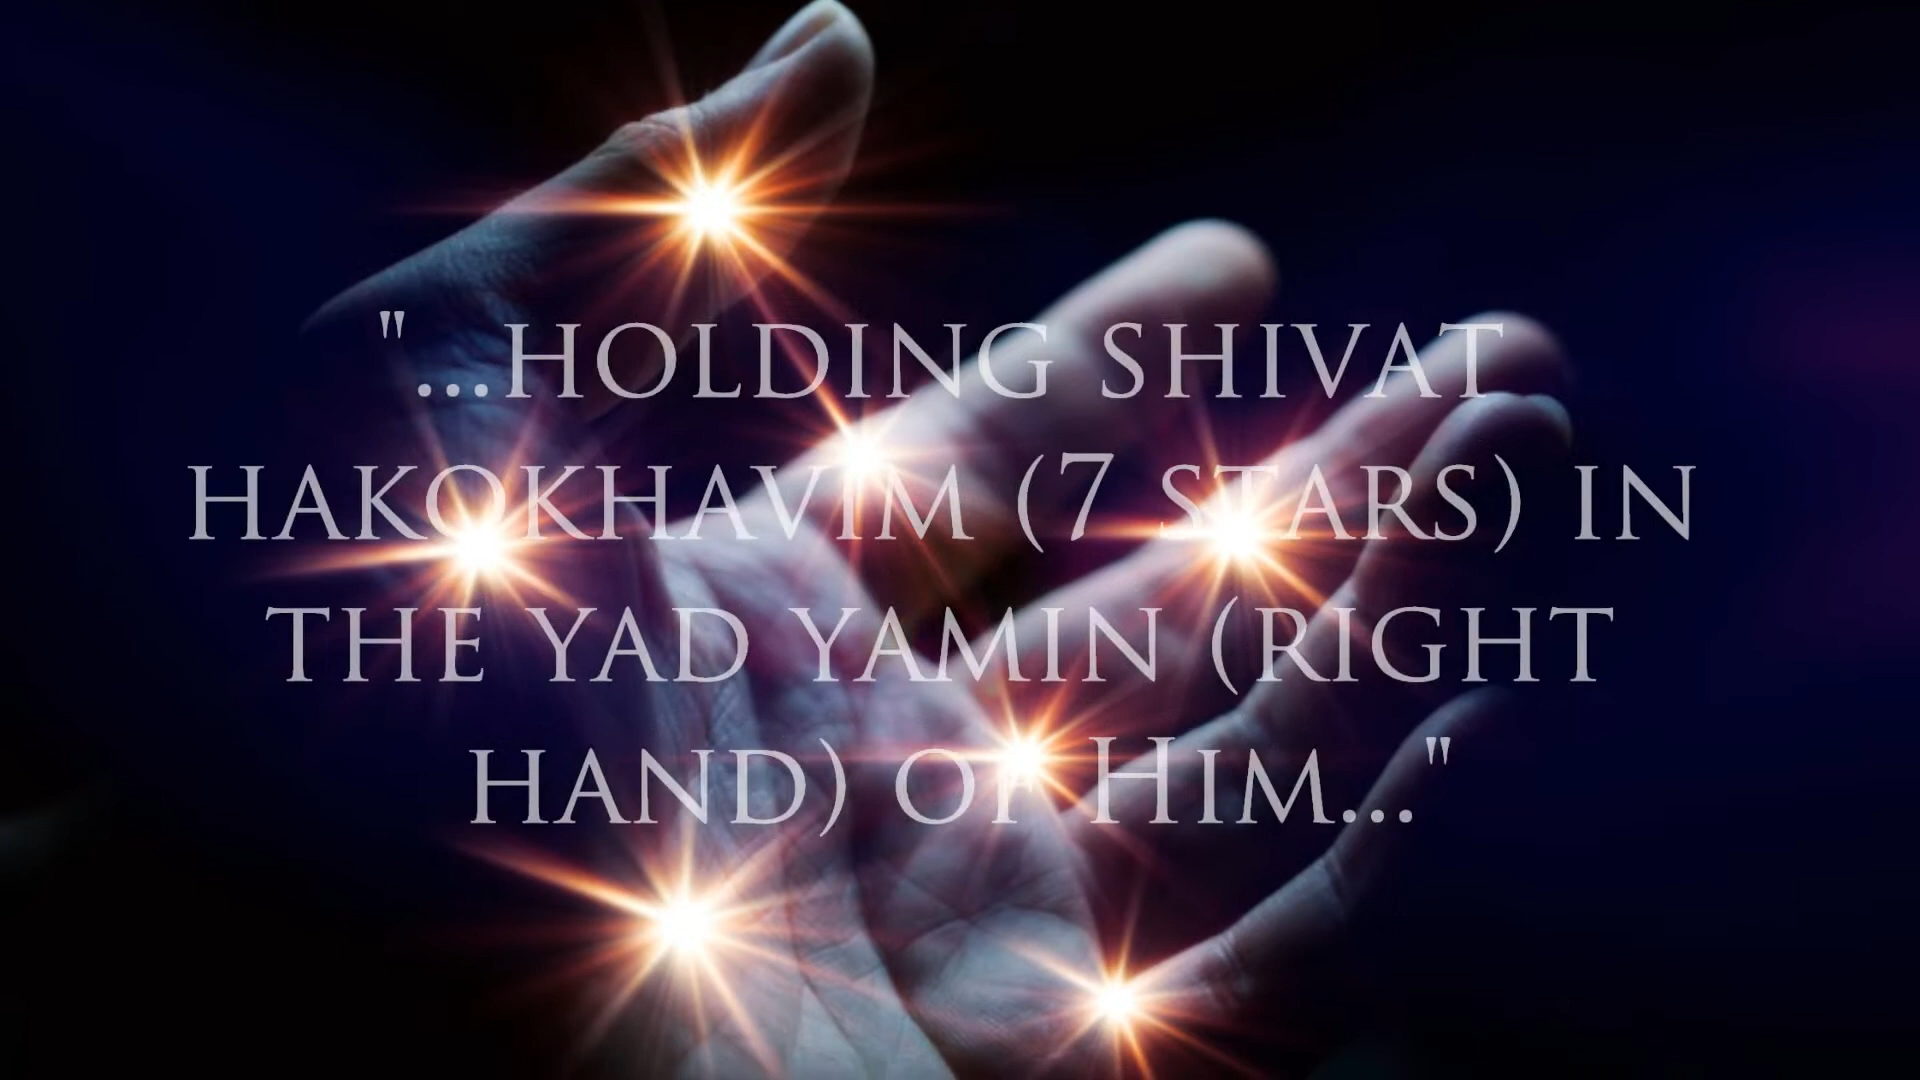 "...HOLDING SHIVAT
HAKOKHAVIM (7 STARS) IN
THE YAD YAMIN (RIGHT
HAND) OF HIM..."